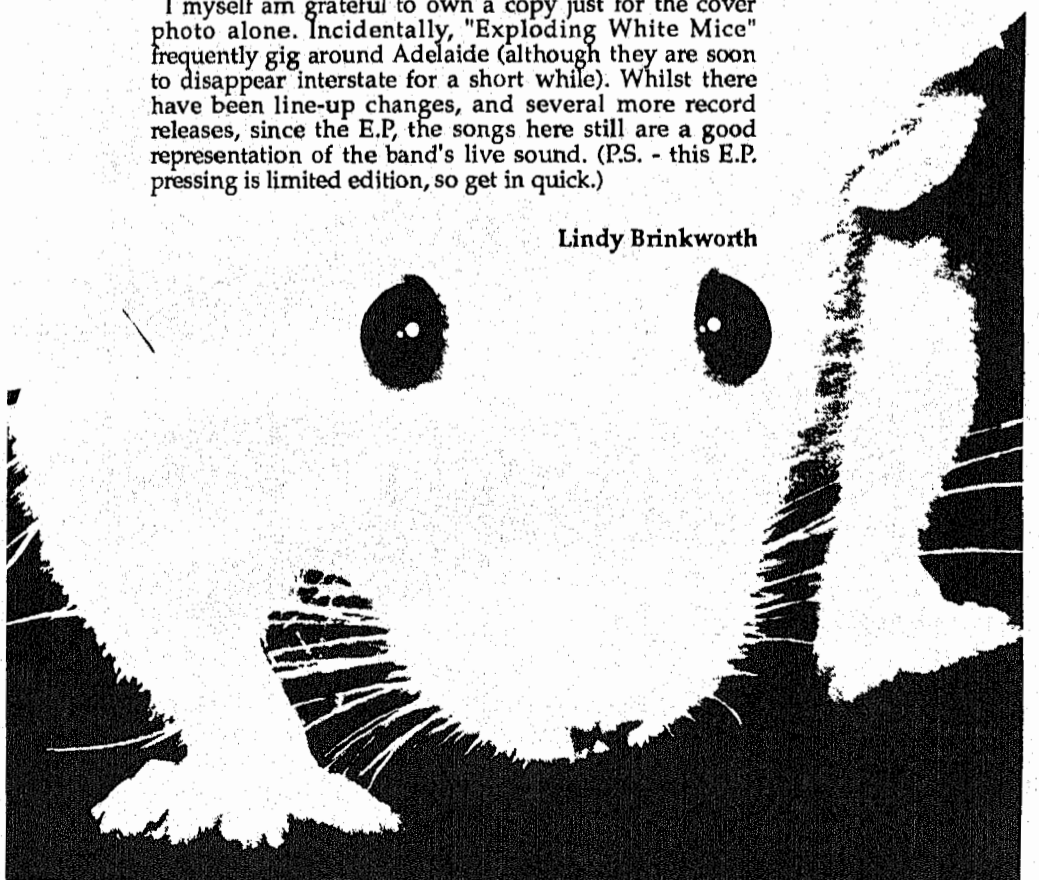 I myself am grateful to own a copy just for the cover
photo alone. Incidentally, "Exploding White Mice"
frequently gig around Adelaide (although they are soon
to disappear interstate for a short while). Whilst there
have been line-up changes, and several more record
releases, since the E.P, the songs here still are a good
representation of the band's live sound. (P.S. - this E.P.
pressing is limited edition, so get in quick.)
Lindy Brinkworth